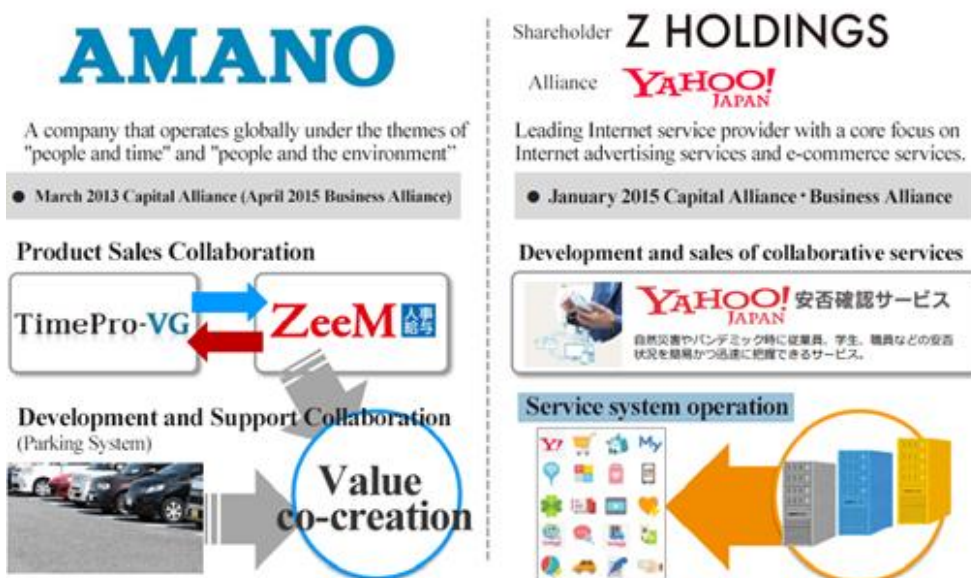 AMANO
A company that operates globally under the themes of
"people and time" and "people and the environment"
● March 2013 Capital Alliance (April 2015 Business Alliance)
Product Sales Collaboration
TimePro-VG
ZeeM 人事
給与
Development and Support Collaboration
(Parking System)
Value
co-creation
Shareholder Z HOLDINGS
Alliance YAHOO!
JAPAN
Leading Internet service provider with a core focus on
Internet advertising services and e-commerce services.
● January 2015 Capital Alliance・Business Alliance
Development and sales of collaborative services
YAHOO! 安否確認サービス
JAPAN
自然災害やパンデミック時に従業員、学生、職員などの安否
状況を簡易かつ迅速に把握できるサービス。
Service system operation
Y!
My